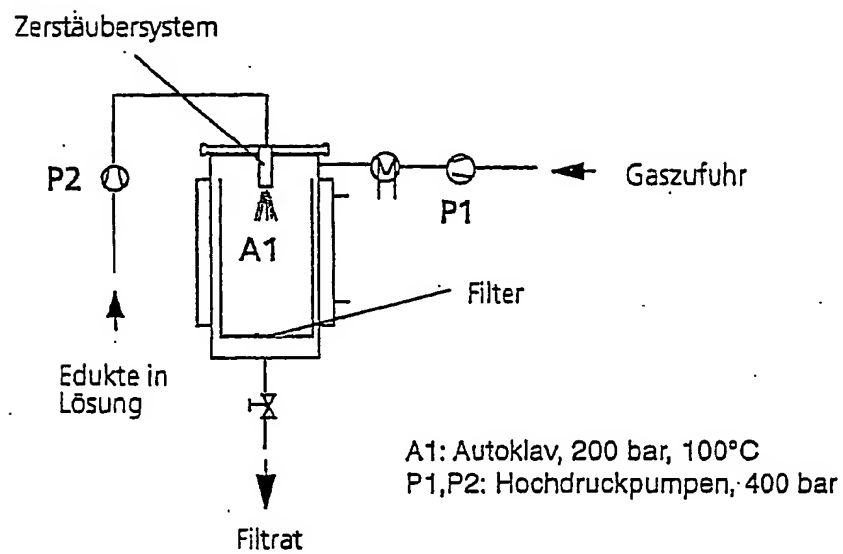 Zerstäubersystem
P2
P1
Gaszufuhr
A1
Filter
Edukte in
Lösung
A1: Autoklav, 200 bar, 100°C
P1,P2: Hochdruckpumpen, 400 bar
Filtrat